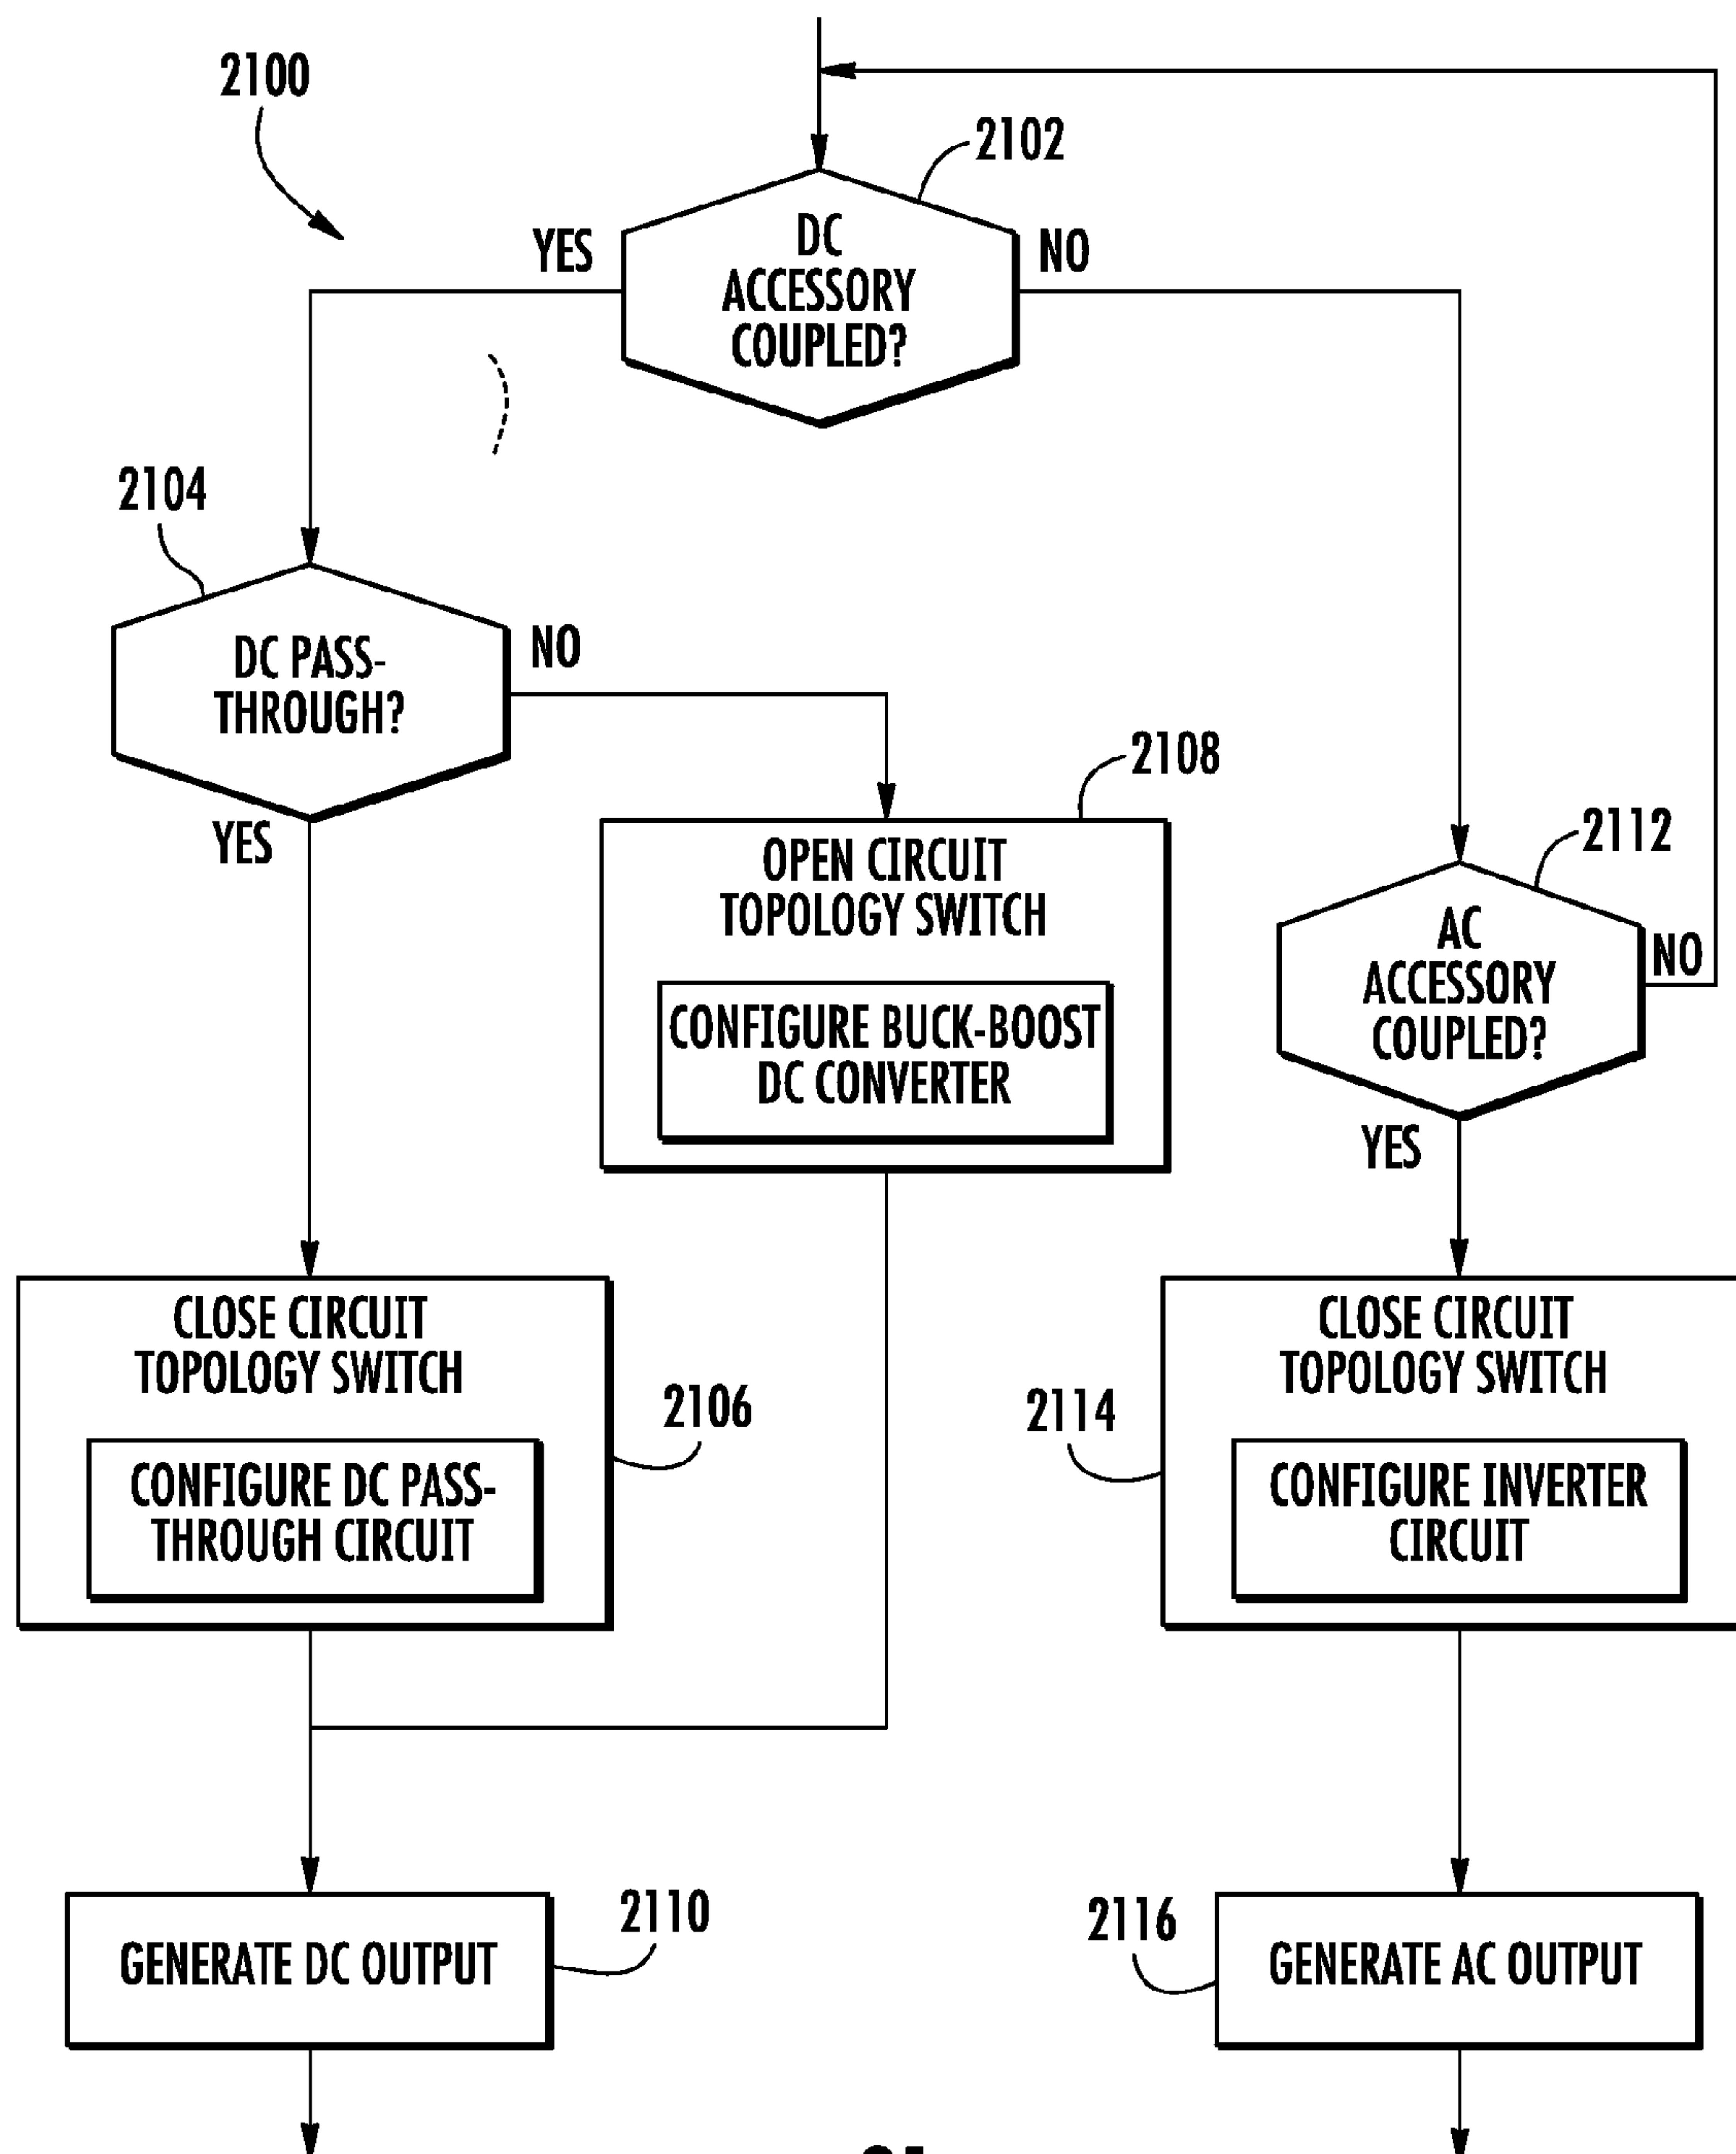 2100
2102
YES
DC
ACCESSORY
COUPLED?
NO
2104
DC PASS-
THROUGH?
NO
YES
2108
OPEN CIRCUIT
TOPOLOGY SWITCH
CONFIGURE BUCK-BOOST
DC CONVERTER
2112
AC
ACCESSORY
COUPLED?
NO
YES
CLOSE CIRCUIT
TOPOLOGY SWITCH
CONFIGURE DC PASS-
THROUGH CIRCUIT
2106
2114
CLOSE CIRCUIT
TOPOLOGY SWITCH
CONFIGURE INVERTER
CIRCUIT
GENERATE DC OUTPUT
2110
2116
GENERATE AC OUTPUT